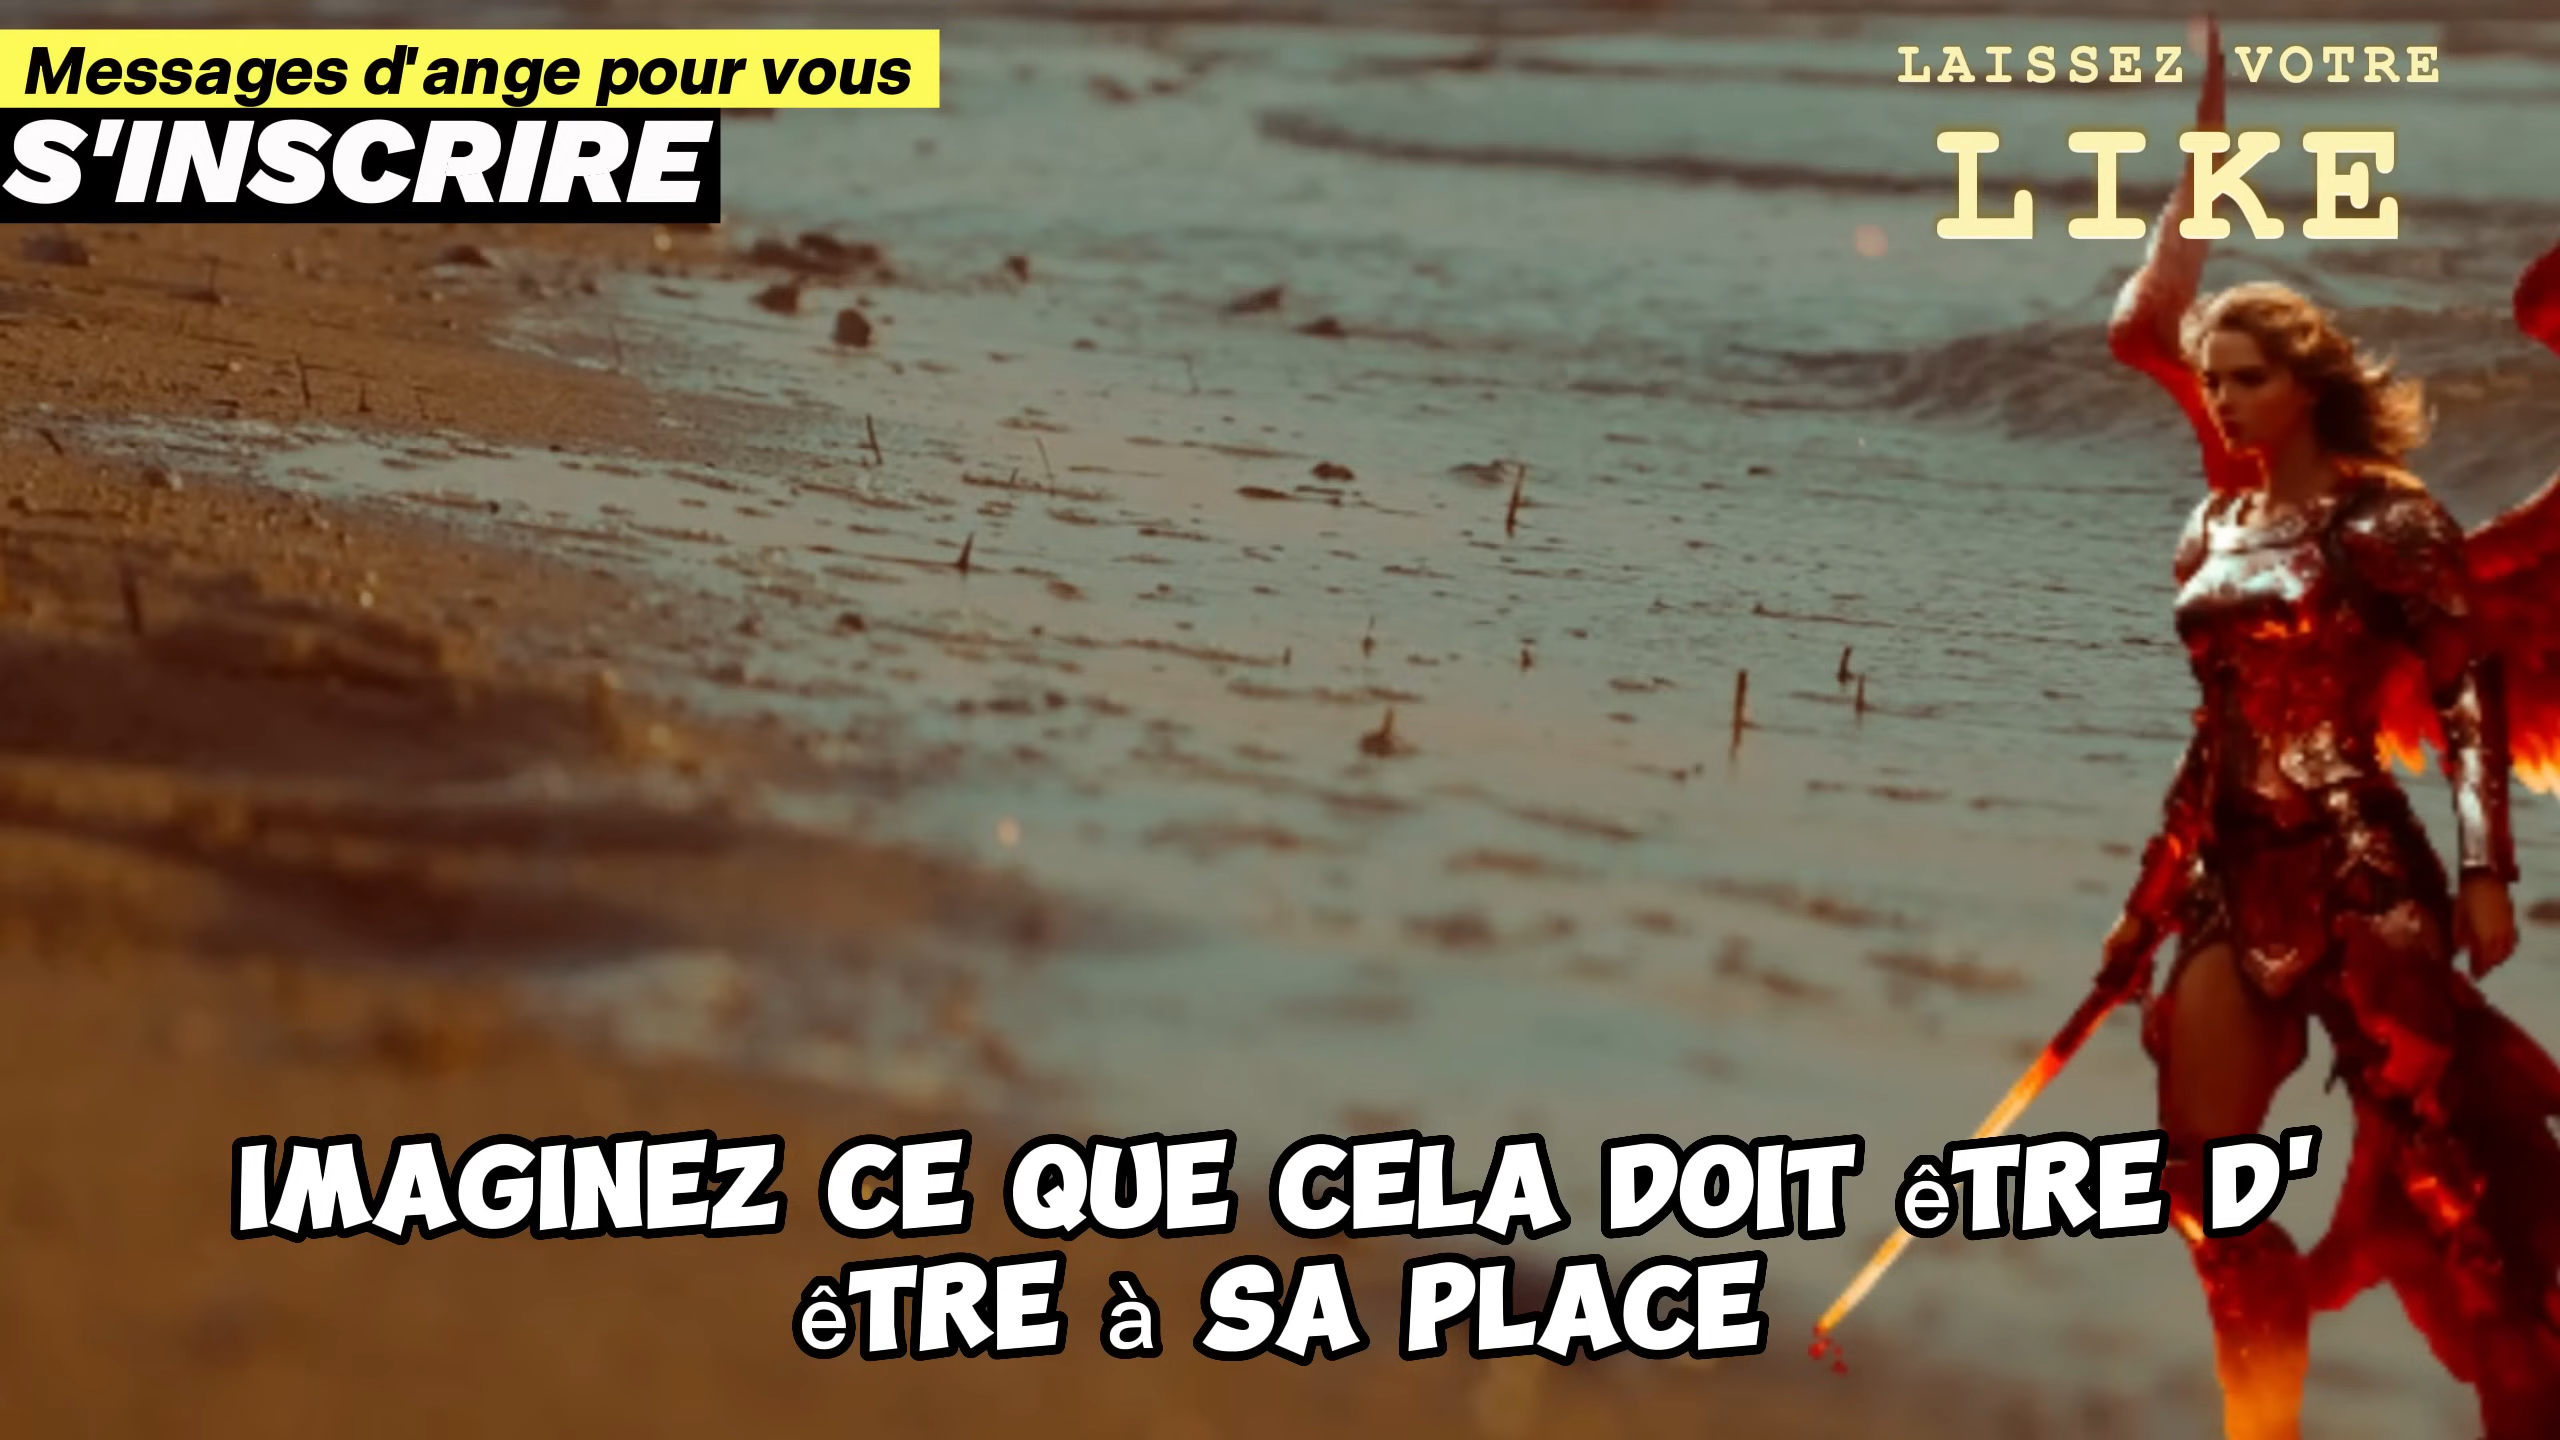 Messages d'ange pour vous
S'INSCRIRE
LAISSEZ VOTRE
LIKE
IMAGINEZ CE QUE CELA DOIT êTRE D'
êTRE à SA PLACE